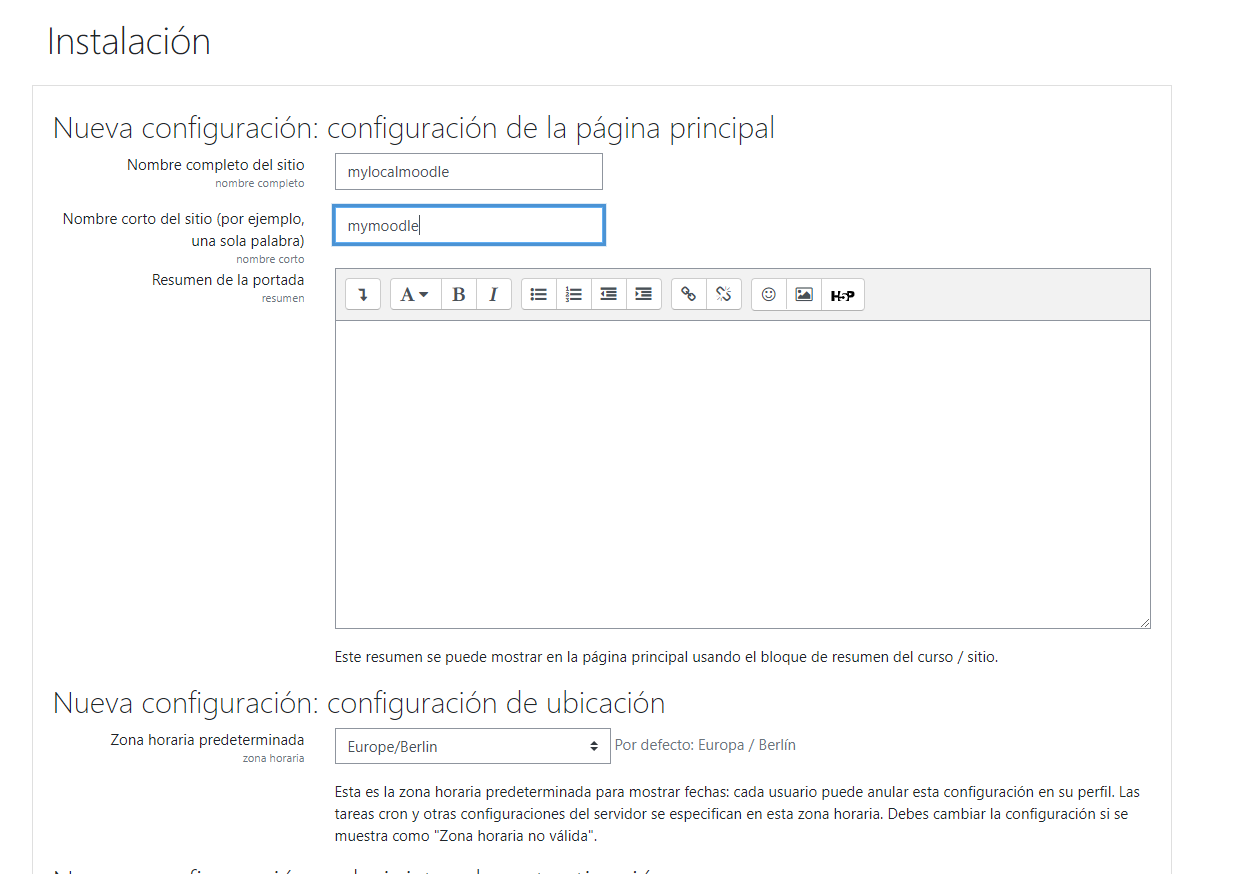 Instalación
Nueva configuración: configuración de la página principal
Nombre completo del sitio
nombre completo
mylocalmoodle
Nombre corto del sitio (por ejemplo,
una sola palabra)
nombre corto
mymoodle
Resumen de la portada
resumen
A B I H5P
Este resumen se puede mostrar en la página principal usando el bloque de resumen del curso / sitio.
Nueva configuración: configuración de ubicación
Zona horaria predeterminada
zona horaria
Europe/Berlin
Por defecto: Europa / Berlín
Esta es la zona horaria predeterminada para mostrar fechas: cada usuario puede anular esta configuración en su perfil. Las
tareas cron y otras configuraciones del servidor se especifican en esta zona horaria. Debes cambiar la configuración si se
muestra como "Zona horaria no válida".